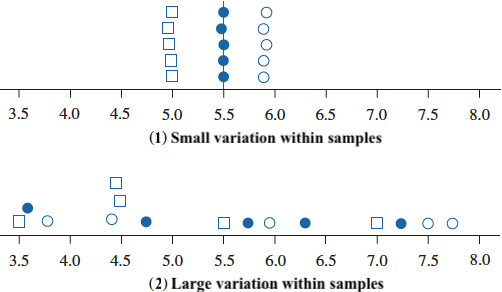 3.5 4.0 4.5 5.0 5.5 6.0 6.5 7.0 7.5 8.0
(1) Small variation within samples
3.5 4.0 4.5 5.0 5.5 6.0 6.5 7.0 7.5 8.0
(2) Large variation within samples